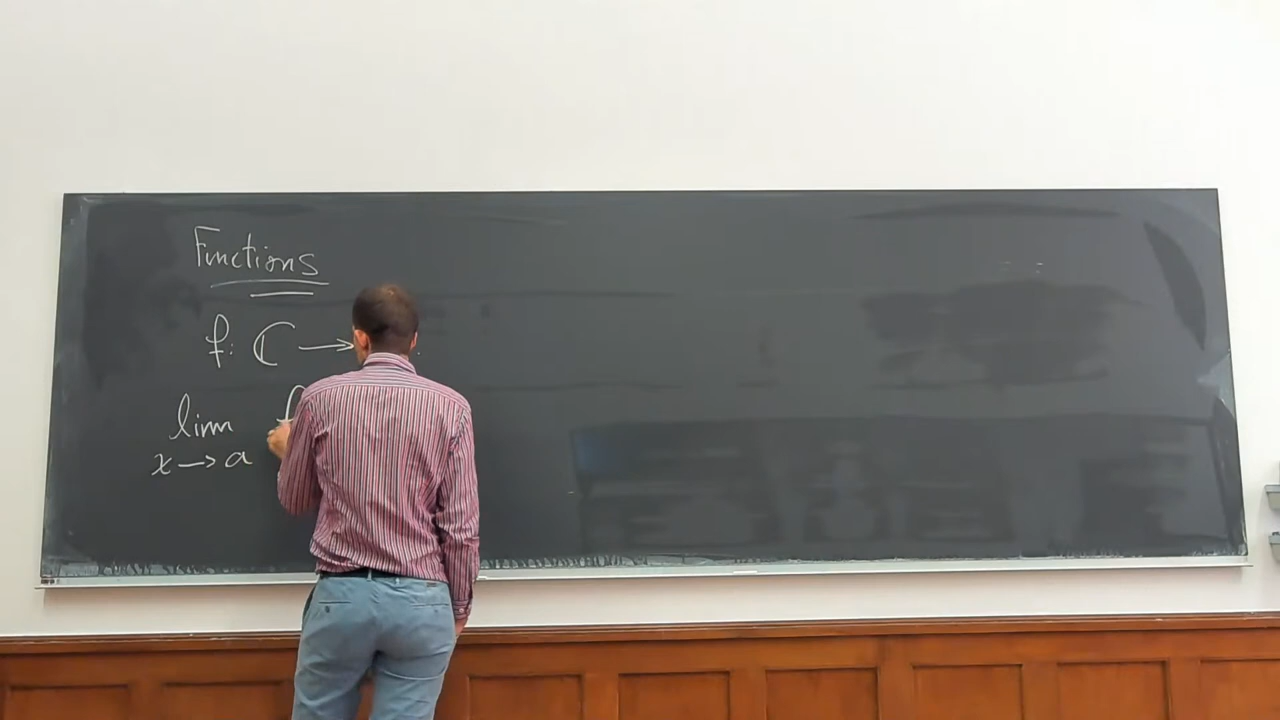 Functions
f: ℂ ⟶
lim f
x → a